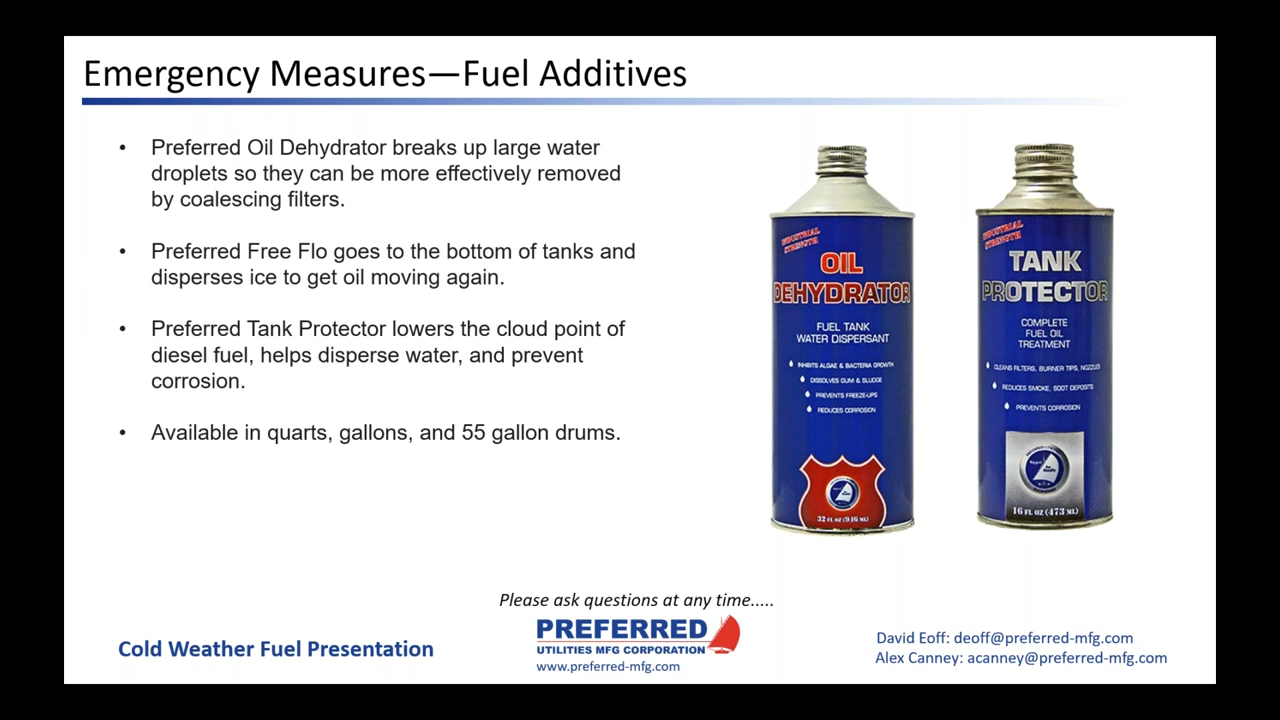 Emergency Measures—Fuel Additives
• Preferred Oil Dehydrator breaks up large water
droplets so they can be more effectively removed
by coalescing filters.
• Preferred Free Flo goes to the bottom of tanks and
disperses ice to get oil moving again.
• Preferred Tank Protector lowers the cloud point of
diesel fuel, helps disperse water, and prevent
corrosion.
• Available in quarts, gallons, and 55 gallon drums.
INDUSTRIAL
STRENGTH
OIL
DEHYDRATOR
FUEL TANK
WATER DISPERSANT
INHIBITS ALGAE & BACTERIA GROWTH
DISSOLVES GUM & SLUDGE
PREVENTS FREEZE-UPS
REDUCES CORROSION
32 FL OZ (946 ML)
INDUSTRIAL
STRENGTH
TANK
PROTECTOR
COMPLETE
FUEL OIL
TREATMENT
CLEANS FILTERS, BURNER TIPS, NOZZLES
REDUCES SMOKE, SOOT DEPOSITS
PREVENTS CORROSION
16 FL OZ (473 ML)
Please ask questions at any time.....
Cold Weather Fuel Presentation
PREFERRED
UTILITIES MFG CORPORATION
www.preferred-mfg.com
David Eoff: deoff@preferred-mfg.com
Alex Canney: acanney@preferred-mfg.com